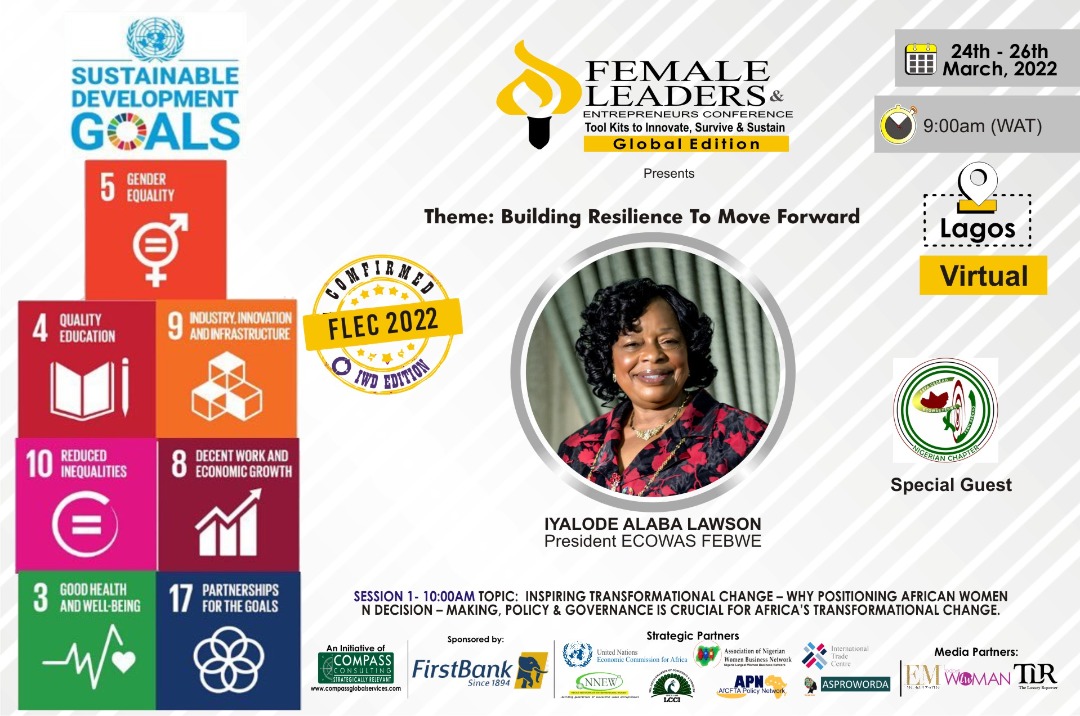 SUSTAINABLE
DEVELOPMENT
GOALS
5 GENDER
EQUALITY
4 QUALITY
EDUCATION
9 INDUSTRY, INNOVATION
AND INFRASTRUCTURE
10 REDUCED
INEQUALITIES
8 DECENT WORK AND
ECONOMIC GROWTH
3 GOOD HEALTH
AND WELL-BEING
17 PARTNERSHIPS
FOR THE GOALS
FEMALE
LEADERS &
ENTREPRENEURS CONFERENCE
Tool Kits to Innovate, Survive & Sustain
Global Edition
Presents
Theme: Building Resilience To Move Forward
24th - 26th
March, 2022
9:00am (WAT)
Lagos
Virtual
CONFIRMED
FLEC 2022
IWD EDITION
NIGERIAN CHAPTER
Special Guest
IYALODE ALABA LAWSON
President ECOWAS FEBWE
SESSION 1- 10:00AM TOPIC: INSPIRING TRANSFORMATIONAL CHANGE – WHY POSITIONING AFRICAN WOMEN
N DECISION – MAKING, POLICY & GOVERNANCE IS CRUCIAL FOR AFRICA'S TRANSFORMATIONAL CHANGE.
An Initiative of
COMPASS
CONSULTING
STRATEGICALLY RELEVANT
www.compassglobalservices.com
Sponsored by:
FirstBank
Since 1894
Strategic Partners
United Nations
Economic Commission for Africa
Association of Nigerian
Women Business Network
International
Trade
Centre
NNEW
LCCI
APN
AfCFTA Policy Network
ASPROWORDA
Media Partners:
EM
WOMAN
TLR
The Luxury Reporter